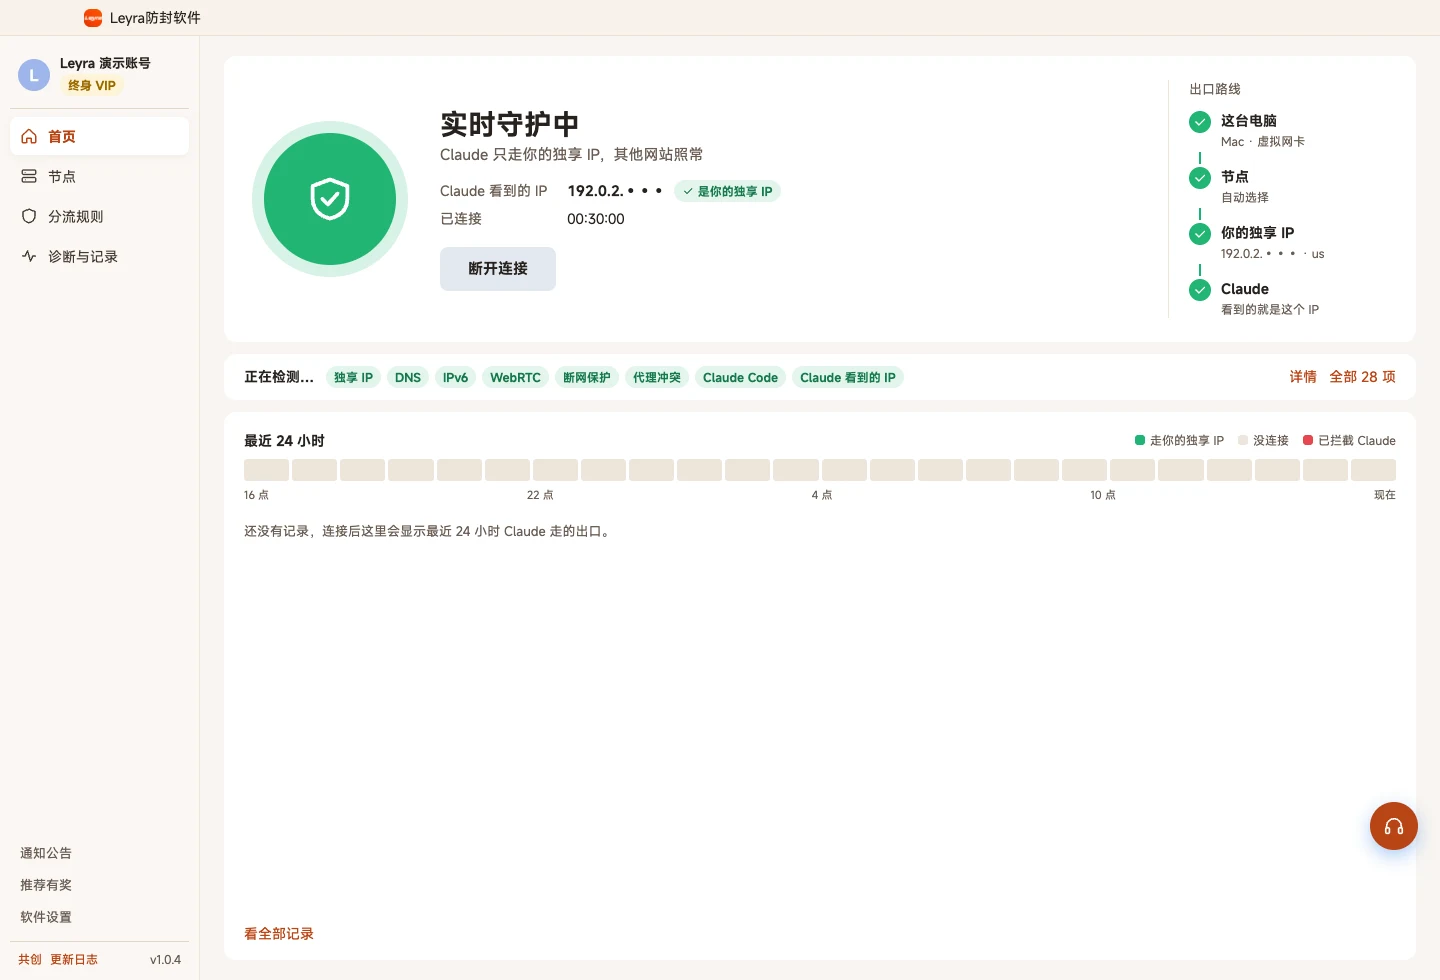 Leyra防封软件
L
Leyra 演示账号
终身 VIP
首页
节点
分流规则
诊断与记录
通知公告
推荐有奖
软件设置
共创 更新日志 v1.0.4
实时守护中
Claude 只走你的独享 IP，其他网站照常
Claude 看到的 IP 192.0.2.••• 是你的独享 IP
已连接 00:30:00
断开连接
出口路线
这台电脑
Mac · 虚拟网卡
节点
自动选择
你的独享 IP
192.0.2.••• · us
Claude
看到的就是这个 IP
正在检测... 独享 IP DNS IPv6 WebRTC 断网保护 代理冲突 Claude Code Claude 看到的 IP 详情 全部 28 项
最近 24 小时 走你的独享 IP 没连接 已拦截 Claude
16 点 22 点 4 点 10 点 现在
还没有记录，连接后这里会显示最近 24 小时 Claude 走的出口。
看全部记录